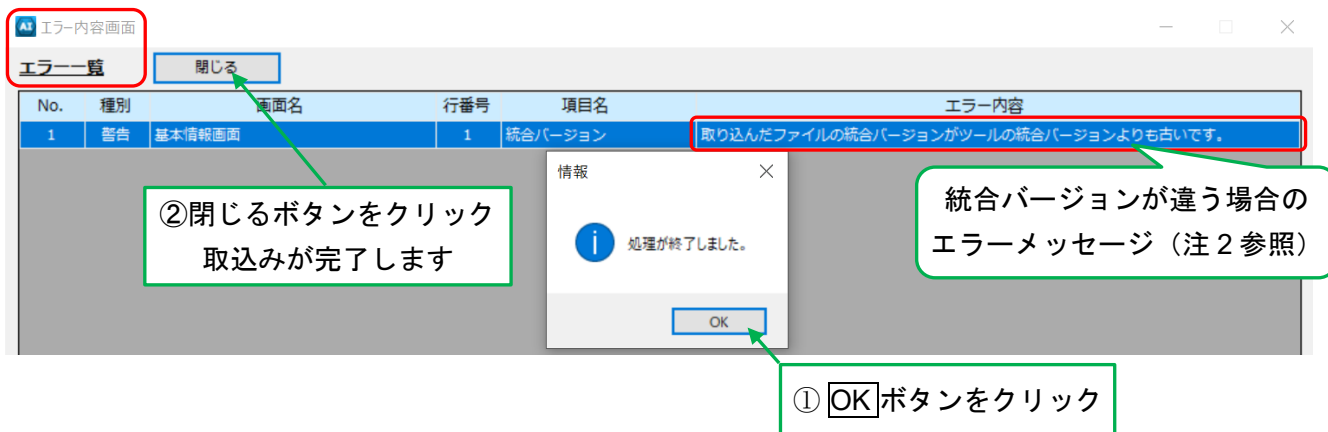 AI エラー内容画面
エラー一覧 閉じる
No. 種別 画面名 行番号 項目名 エラー内容
1 警告 基本情報画面 1 統合バージョン 取り込んだファイルの統合バージョンがツールの統合バージョンよりも古いです。
情報
処理が終了しました。
OK
②閉じるボタンをクリック
取込みが完了します
統合バージョンが違う場合の
エラーメッセージ（注２参照）
① OK ボタンをクリック